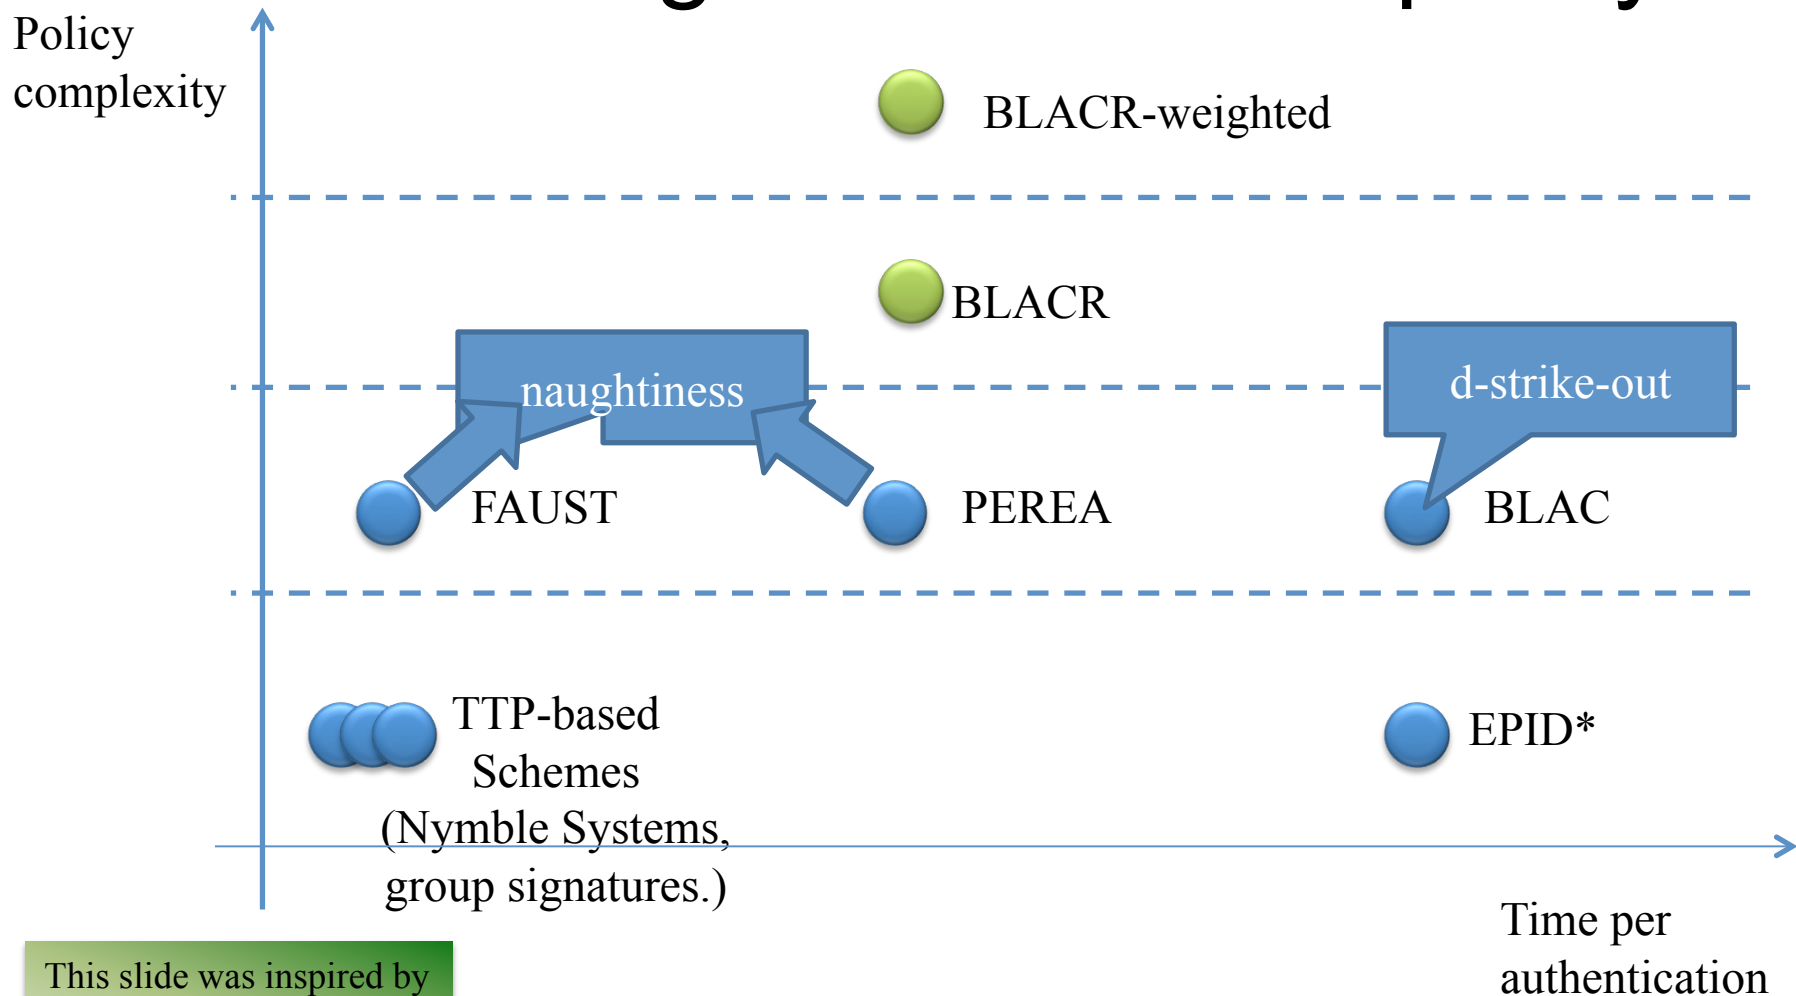 Policy
complexity
BLACR-weighted
BLACR
naughtiness
d-strike-out
FAUST
PEREA
BLAC
TTP-based
Schemes
(Nymble Systems,
group signatures.)
EPID*
Time per
authentication
This slide was inspired by